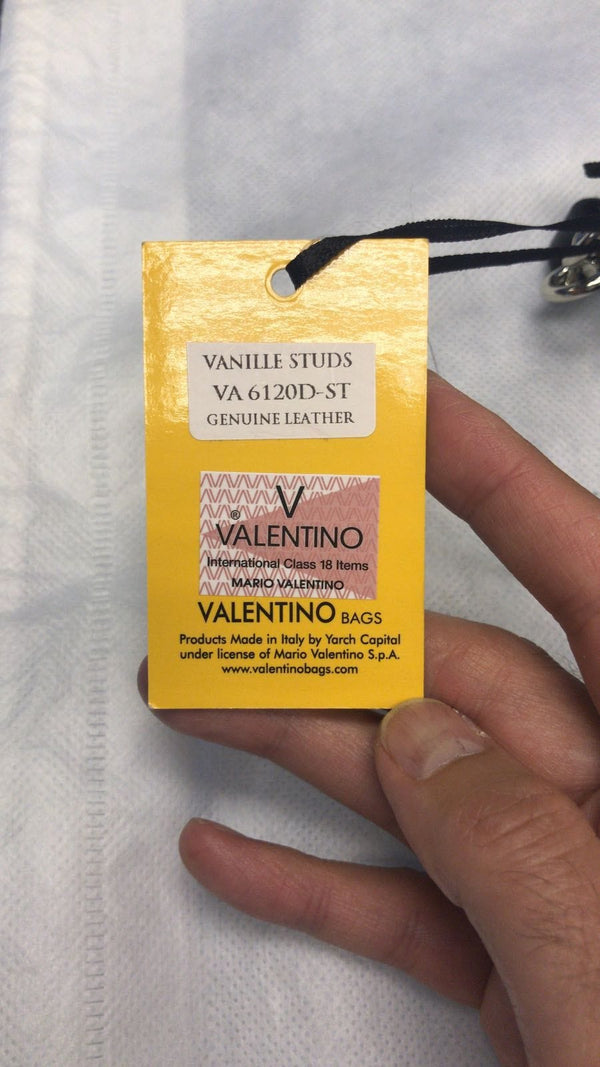 VANILLE STUDS
VA 6120D-ST
GENUINE LEATHER
V
® VALENTINO
International Class 18 Items
MARIO VALENTINO
VALENTINO BAGS
Products Made in Italy by Yarch Capital
under license of Mario Valentino S.p.A.
www.valentinobags.com